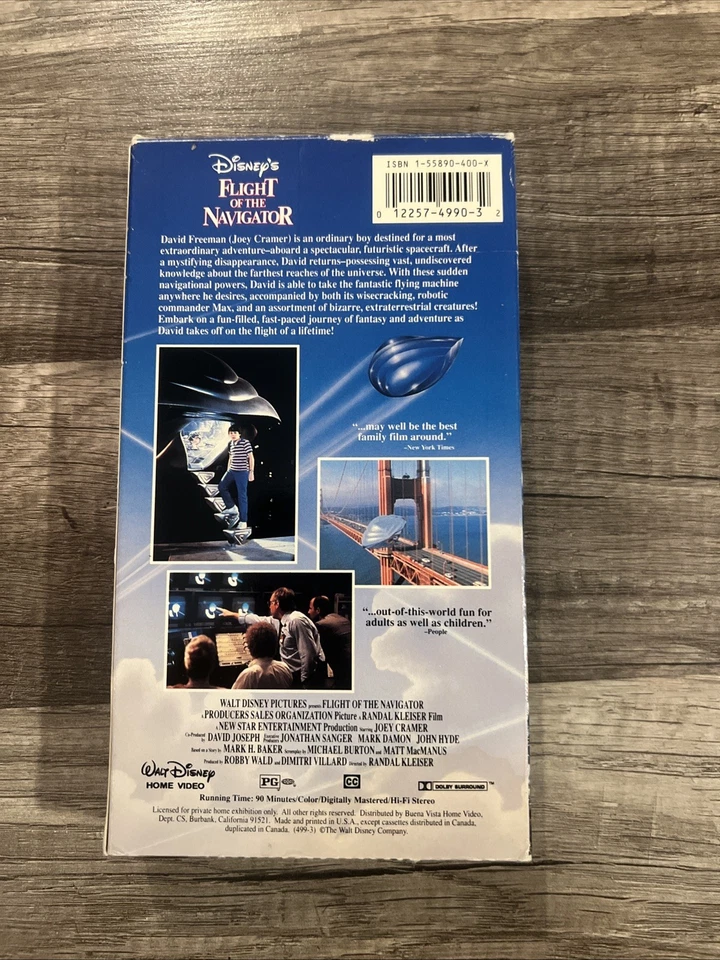 Disney's
FLIGHT
OF THE
NAVIGATOR
ISBN 1-55890-400-X
0 12257-4990-3 2
David Freeman (Joey Cramer) is an ordinary boy destined for a most
extraordinary adventure–aboard a spectacular, futuristic spacecraft. After
a mystifying disappearance, David returns–possessing vast, undiscovered
knowledge about the farthest reaches of the universe. With these sudden
navigational powers, David is able to take the fantastic flying machine
anywhere he desires, accompanied by both its wisecracking, robotic
commander Max, and an assortment of bizarre, extraterrestrial creatures!
Embark on a fun-filled, fast-paced journey of fantasy and adventure as
David takes off on the flight of a lifetime!
“...may well be the best
family film around.”
–New York Times
“...out-of-this-world fun for
adults as well as children.”
–People
WALT DISNEY PICTURES presents FLIGHT OF THE NAVIGATOR
A PRODUCERS SALES ORGANIZATION Picture A RANDAL KLEISER Film
A NEW STAR ENTERTAINMENT Production Starring JOEY CRAMER
Co-Produced by DAVID JOSEPH Executive Producers JONATHAN SANGER MARK DAMON JOHN HYDE
Based on a Story by MARK H. BAKER Screenplay by MICHAEL BURTON and MATT MacMANUS
Produced by ROBBY WALD and DIMITRI VILLARD Directed by RANDAL KLEISER
Walt Disney
HOME VIDEO
PG
CC
DOLBY SURROUND™
Running Time: 90 Minutes/Color/Digitally Mastered/Hi-Fi Stereo
Licensed for private home exhibition only. All other rights reserved. Distributed by Buena Vista Home Video,
Dept. CS, Burbank, California 91521. Made and printed in U.S.A., except cassettes distributed in Canada,
duplicated in Canada. (499-3) ©The Walt Disney Company.